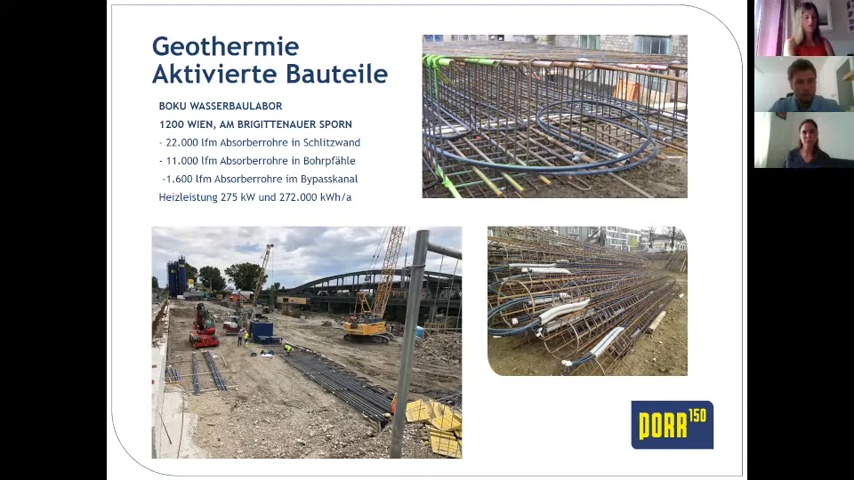 Geothermie
Aktivierte Bauteile
BOKU WASSERBAULABOR
1200 WIEN, AM BRIGITTENAUER SPORN
- 22.000 lfm Absorberrohre in Schlitzwand
- 11.000 lfm Absorberrohre in Bohrpfähle
-1.600 lfm Absorberrohre im Bypasskanal
Heizleistung 275 kW und 272.000 kWh/a
PORR 150